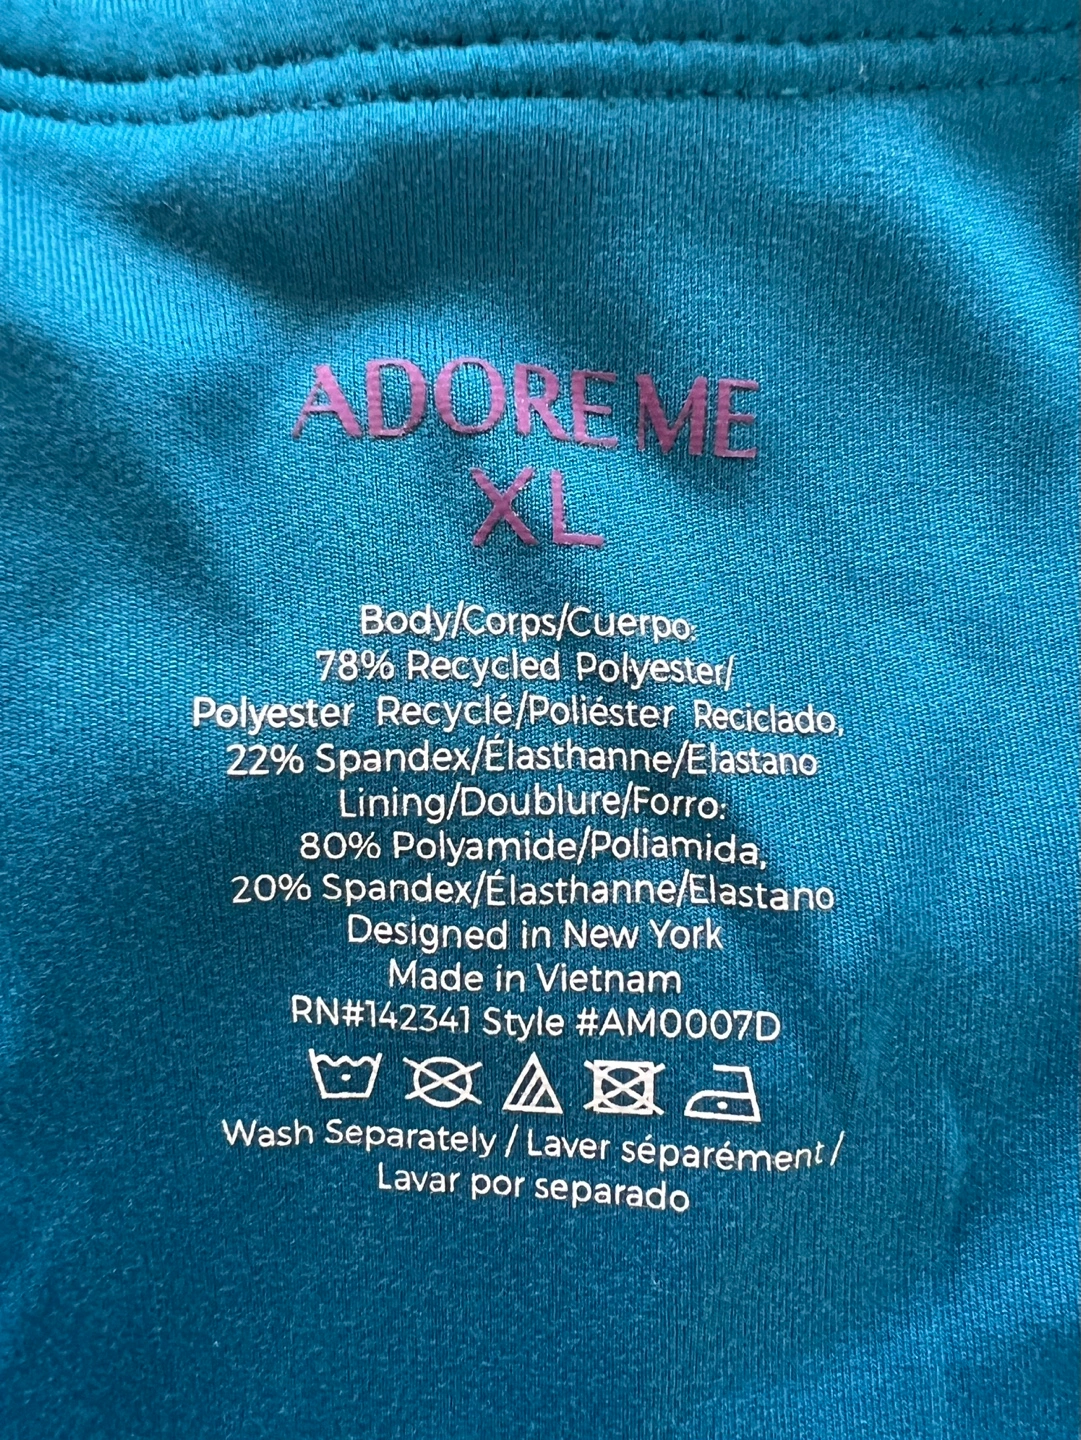 ADORE ME
XL
Body/Corps/Cuerpo:
78% Recycled Polyester/
Polyester Recyclé/Poliéster Reciclado,
22% Spandex/Élasthanne/Elastano
Lining/Doublure/Forro:
80% Polyamide/Poliamida,
20% Spandex/Élasthanne/Elastano
Designed in New York
Made in Vietnam
RN#142341 Style #AM0007D
Wash Separately / Laver séparément /
Lavar por separado